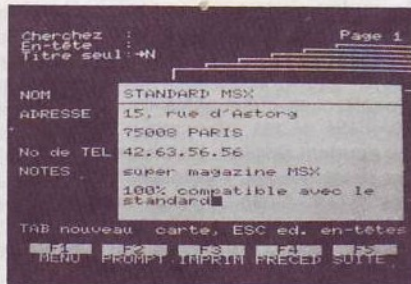 Cherchez :
En-tête :
Titre seul:→N
Page 1
NOM STANDARD MSX
ADRESSE 15, rue d'Astorg
75008 PARIS
No de TEL 42.63.56.56
NOTES super magazine MSX
100% compatible avec le
standard
TAB nouveau carte, ESC ed. en-têtes
F1 F2 F3 F4 F5
MENU PROMPT IMPRIM PRECED SUITE